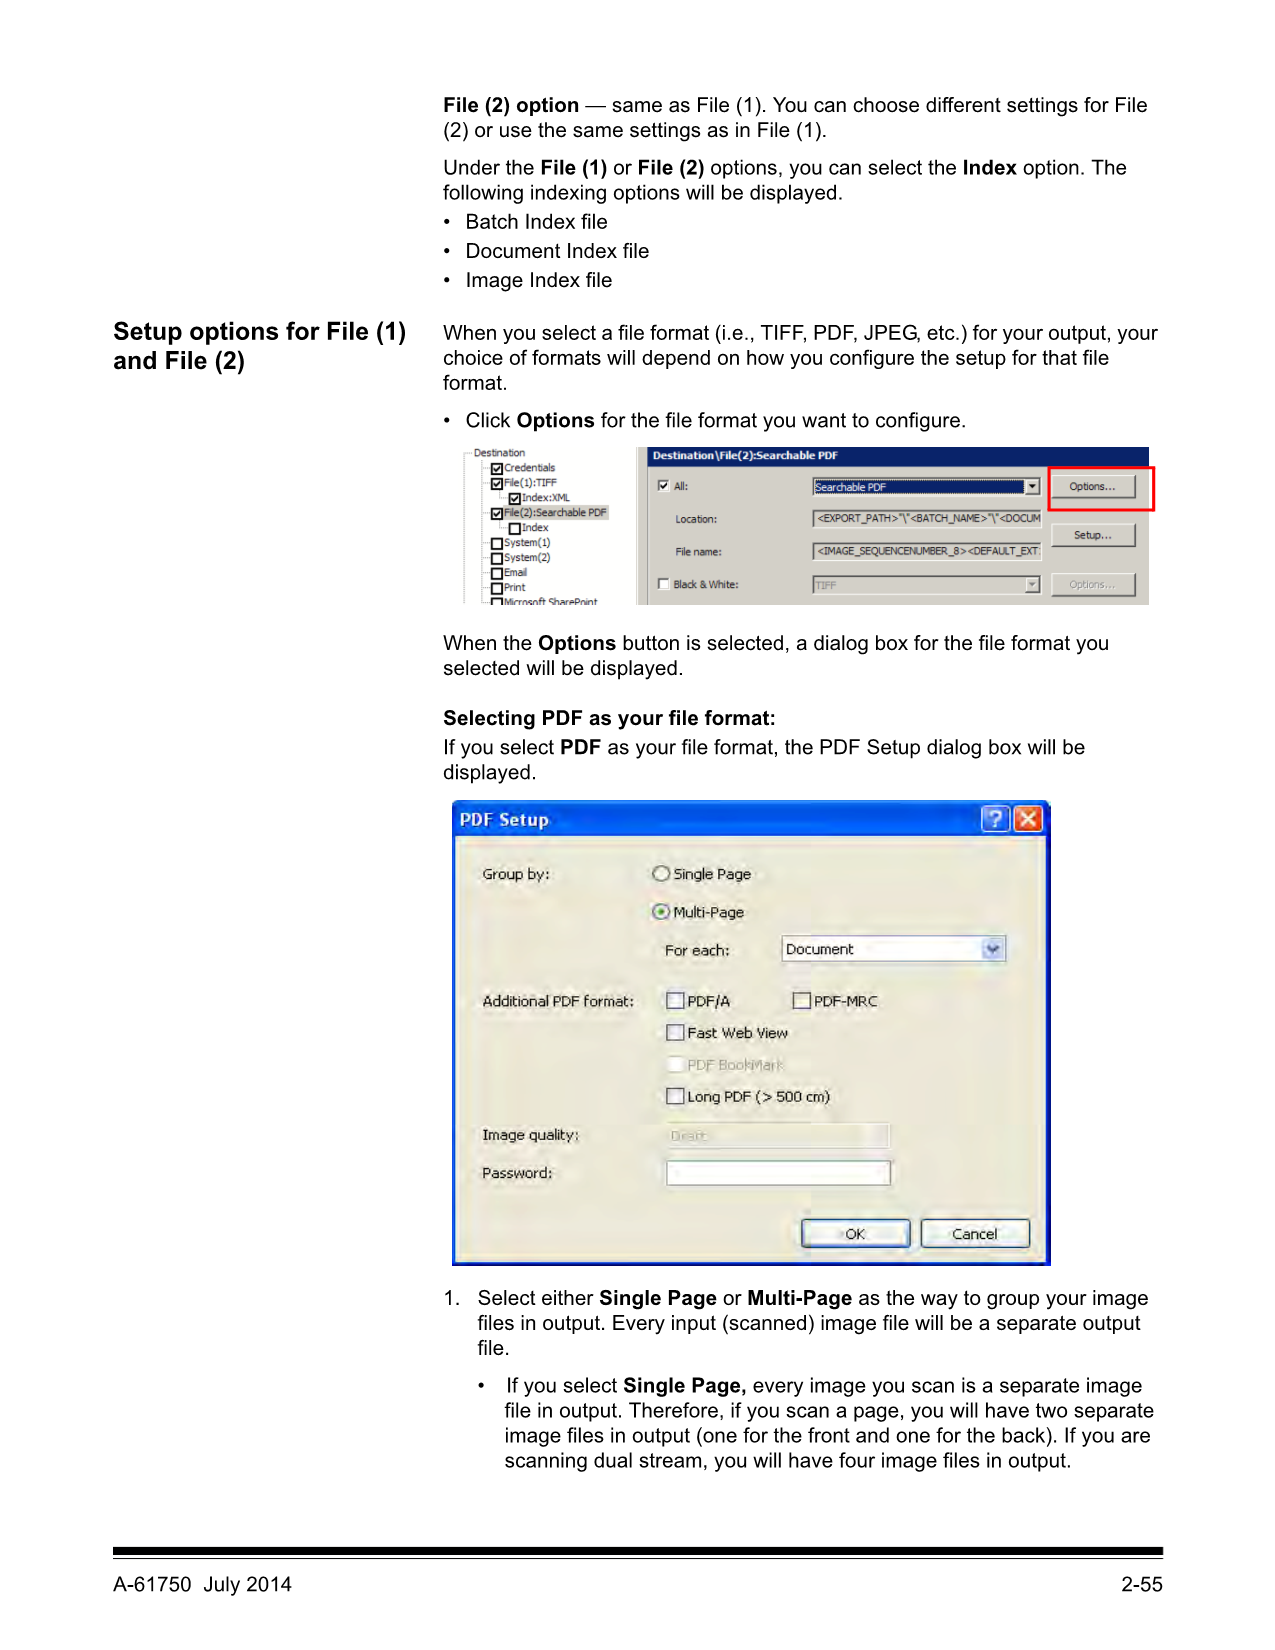 File (2) option — same as File (1). You can choose different settings for File
(2) or use the same settings as in File (1).
Under the File (1) or File (2) options, you can select the Index option. The
following indexing options will be displayed.
• Batch Index file
• Document Index file
• Image Index file
Setup options for File (1)
and File (2)
When you select a file format (i.e., TIFF, PDF, JPEG, etc.) for your output, your
choice of formats will depend on how you configure the setup for that file
format.
• Click Options for the file format you want to configure.
Destination
Credentials
File(1):TIFF
Index:XML
File(2):Searchable PDF
Index
System(1)
System(2)
Email
Print
Microsoft SharePoint
Destination\File(2):Searchable PDF
All: Searchable PDF Options...
Location: <EXPORT_PATH>"\"<BATCH_NAME>"\"<DOCUM
Setup...
File name: <IMAGE_SEQUENCENUMBER_8><DEFAULT_EXT
Black & White: TIFF Options...
When the Options button is selected, a dialog box for the file format you
selected will be displayed.
Selecting PDF as your file format:
If you select PDF as your file format, the PDF Setup dialog box will be
displayed.
PDF Setup
Group by: Single Page
Multi-Page
For each: Document
Additional PDF format: PDF/A PDF-MRC
Fast Web View
PDF BookMark
Long PDF (> 500 cm)
Image quality: Draft
Password:
OK Cancel
1. Select either Single Page or Multi-Page as the way to group your image
files in output. Every input (scanned) image file will be a separate output
file.
• If you select Single Page, every image you scan is a separate image
file in output. Therefore, if you scan a page, you will have two separate
image files in output (one for the front and one for the back). If you are
scanning dual stream, you will have four image files in output.
A-61750 July 2014 2-55